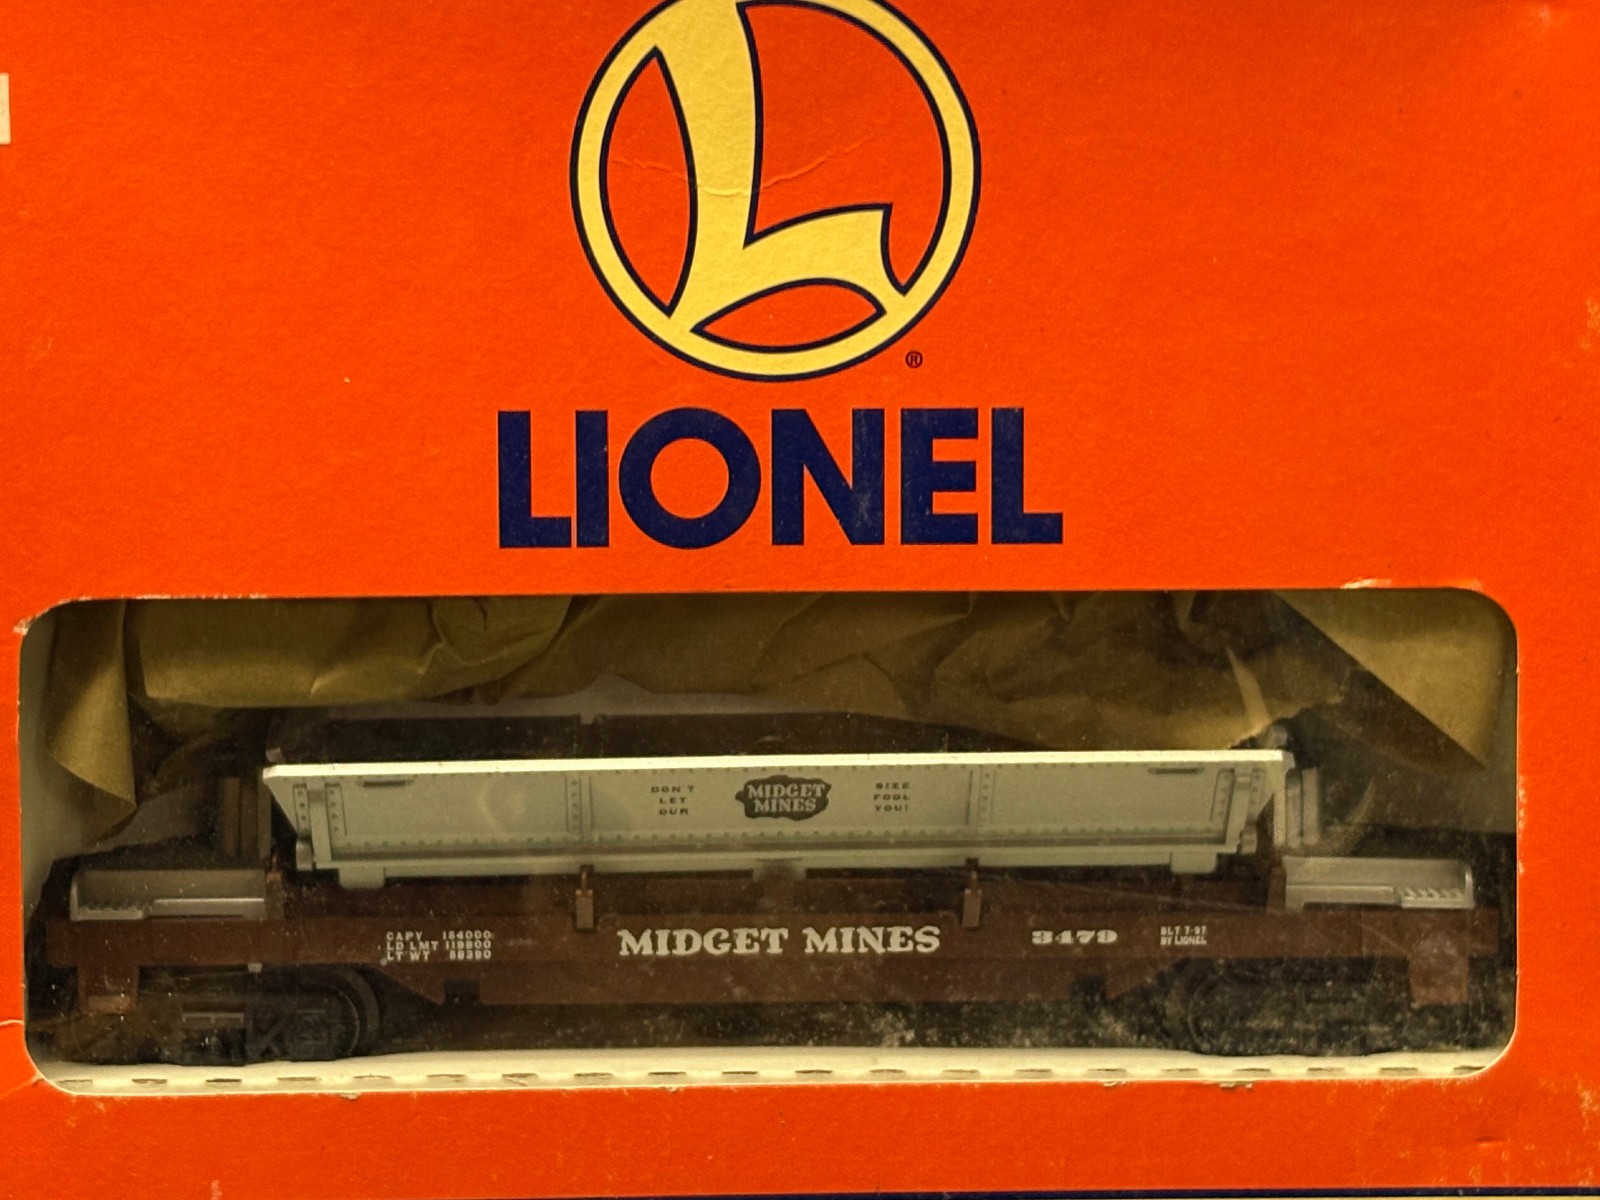 L
®
LIONEL
DON'T
LET
OUR
MIDGET
MINES
SIZE
FOOL
YOU!
CAPY 154000
LD LMT 119800
LT WT 58390
MIDGET MINES
3479
BLT 7-97
BY LIONEL